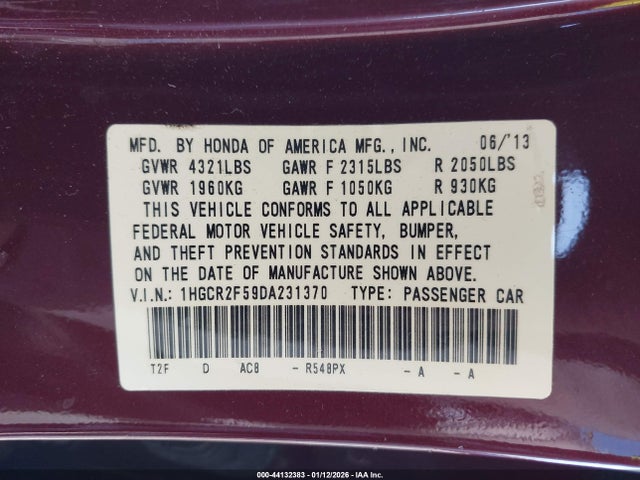 MFD. BY HONDA OF AMERICA MFG., INC. 06/'13
GVWR 4321LBS GAWR F 2315LBS R 2050LBS
GVWR 1960KG GAWR F 1050KG R 930KG
THIS VEHICLE CONFORMS TO ALL APPLICABLE
FEDERAL MOTOR VEHICLE SAFETY, BUMPER,
AND THEFT PREVENTION STANDARDS IN EFFECT
ON THE DATE OF MANUFACTURE SHOWN ABOVE.
V.I.N.: 1HGCR2F59DA231370 TYPE: PASSENGER CAR
T2F D AC8 - R548PX - A - A
000-44132383 - 01/12/2026 - IAA Inc.